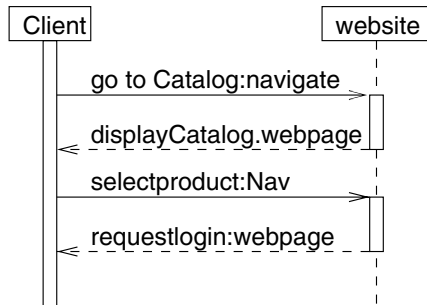 Client
website
go to Catalog:navigate
displayCatalog.webpage
selectproduct:Nav
requestlogin:webpage